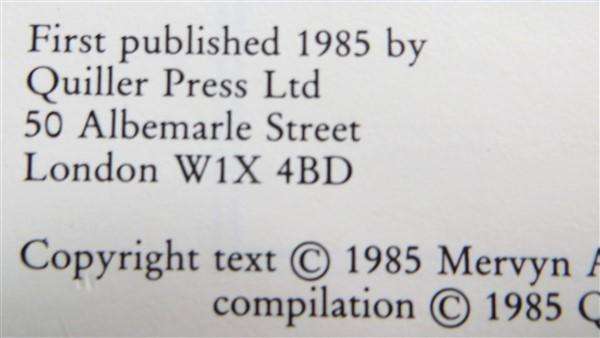 First published 1985 by
Quiller Press Ltd
50 Albemarle Street
London W1X 4BD
Copyright text © 1985 Mervyn
compilation © 1985